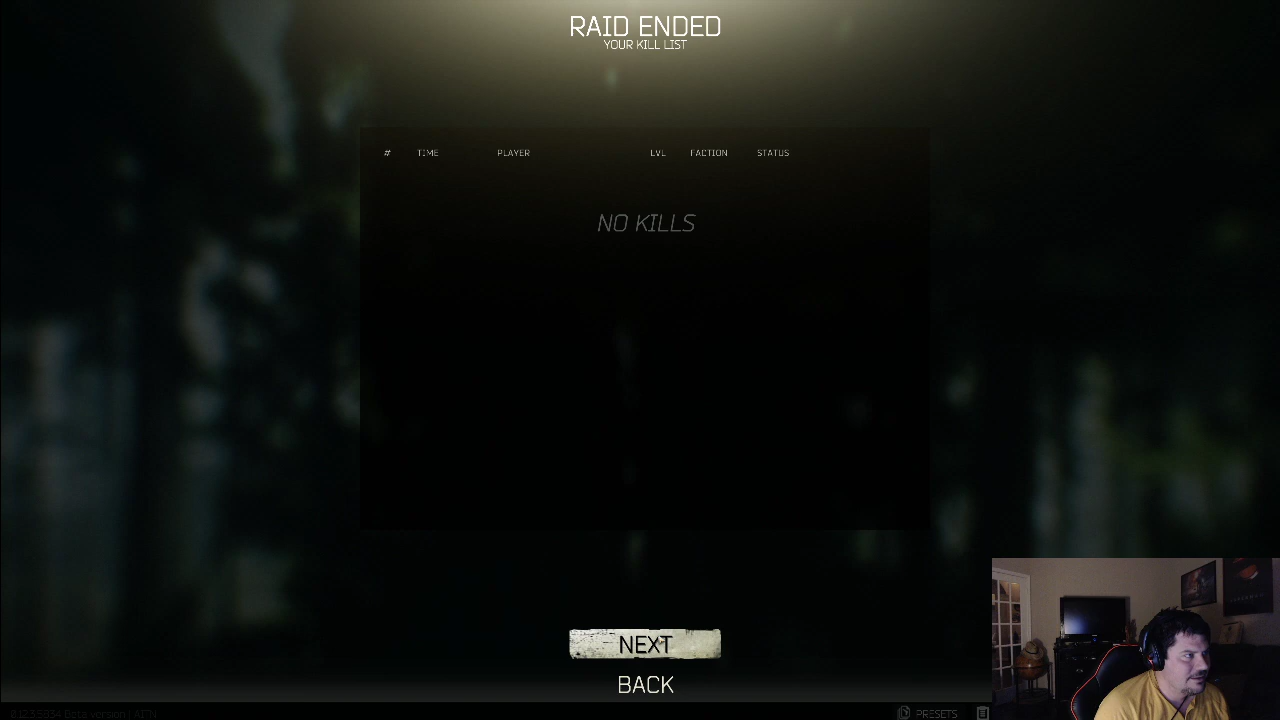 RAID ENDED
YOUR KILL LIST
# TIME PLAYER LVL FACTION STATUS
NO KILLS
NEXT
BACK
PRESETS